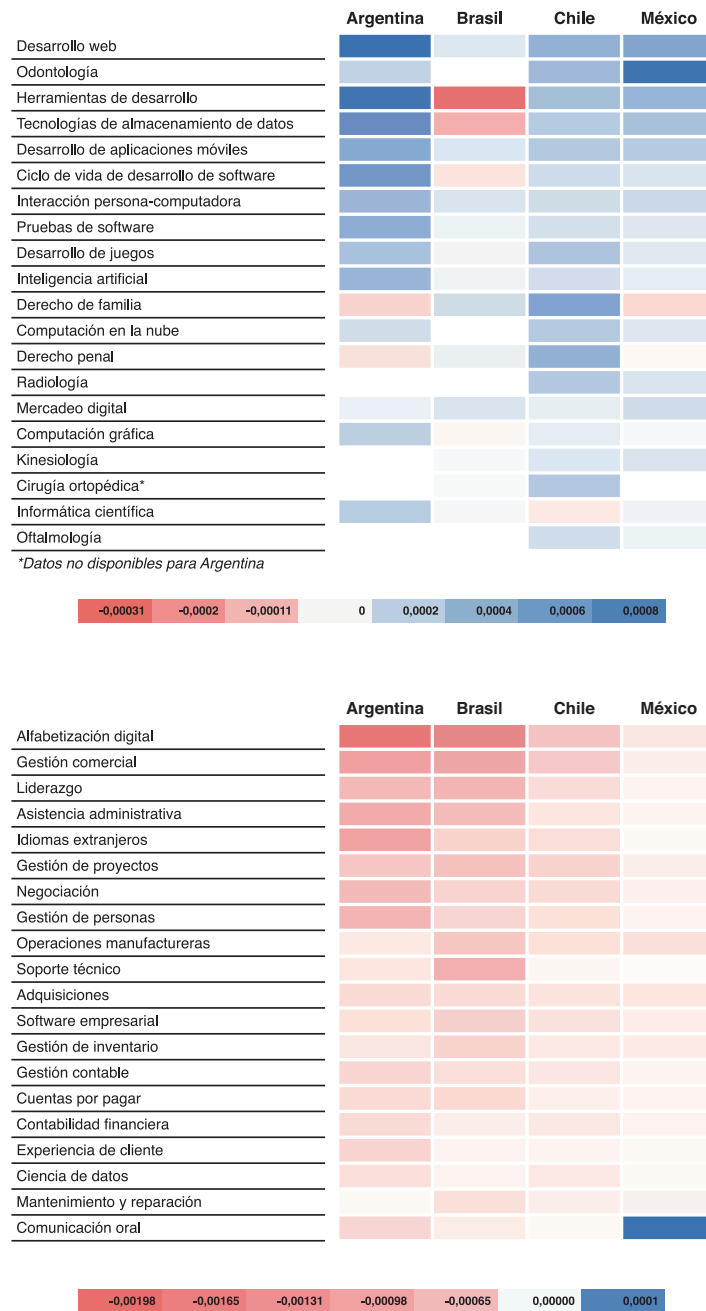 Argentina Brasil Chile México
Desarrollo web
Odontología
Herramientas de desarrollo
Tecnologías de almacenamiento de datos
Desarrollo de aplicaciones móviles
Ciclo de vida de desarrollo de software
Interacción persona-computadora
Pruebas de software
Desarrollo de juegos
Inteligencia artificial
Derecho de familia
Computación en la nube
Derecho penal
Radiología
Mercadeo digital
Computación gráfica
Kinesiología
Cirugía ortopédica*
Informática científica
Oftalmología
*Datos no disponibles para Argentina
-0,00031 -0,0002 -0,00011 0 0,0002 0,0004 0,0006 0,0008
Argentina Brasil Chile México
Alfabetización digital
Gestión comercial
Liderazgo
Asistencia administrativa
Idiomas extranjeros
Gestión de proyectos
Negociación
Gestión de personas
Operaciones manufactureras
Soporte técnico
Adquisiciones
Software empresarial
Gestión de inventario
Gestión contable
Cuentas por pagar
Contabilidad financiera
Experiencia de cliente
Ciencia de datos
Mantenimiento y reparación
Comunicación oral
-0,00198 -0,00165 -0,00131 -0,00098 -0,00065 0,00000 0,0001